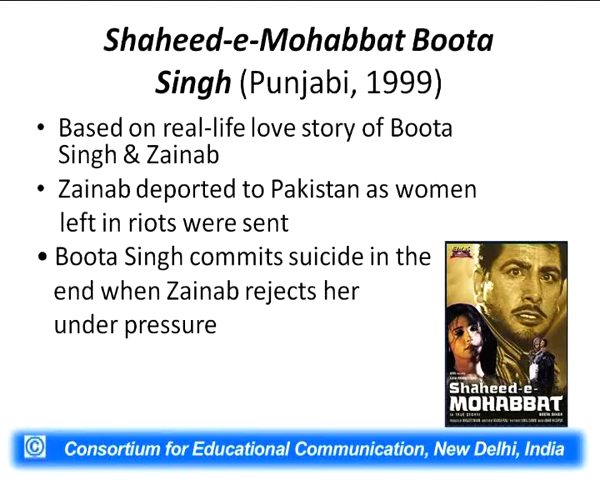 Shaheed-e-Mohabbat Boota
Singh (Punjabi, 1999)
• Based on real-life love story of Boota
Singh & Zainab
• Zainab deported to Pakistan as women
left in riots were sent
• Boota Singh commits suicide in the
end when Zainab rejects her
under pressure
Shaheed-e-
MOHABBAT
BOOTA SINGH
© Consortium for Educational Communication, New Delhi, India